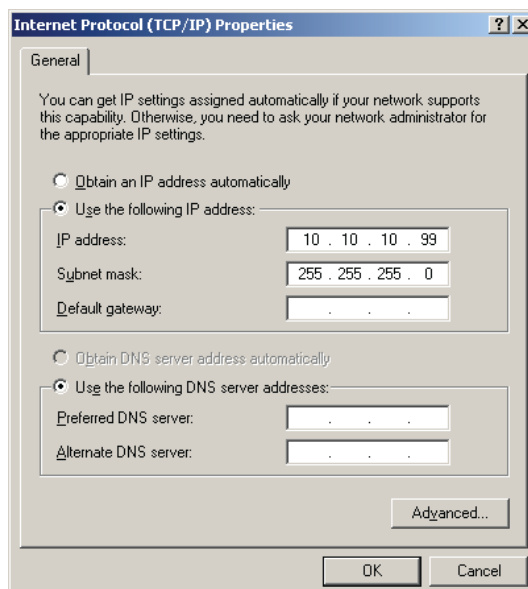 Internet Protocol (TCP/IP) Properties
General
You can get IP settings assigned automatically if your network supports
this capability. Otherwise, you need to ask your network administrator for
the appropriate IP settings.
Obtain an IP address automatically
Use the following IP address:
IP address: 10 . 10 . 10 . 99
Subnet mask: 255 . 255 . 255 . 0
Default gateway: . . .
Obtain DNS server address automatically
Use the following DNS server addresses:
Preferred DNS server: . . .
Alternate DNS server: . . .
Advanced...
OK Cancel